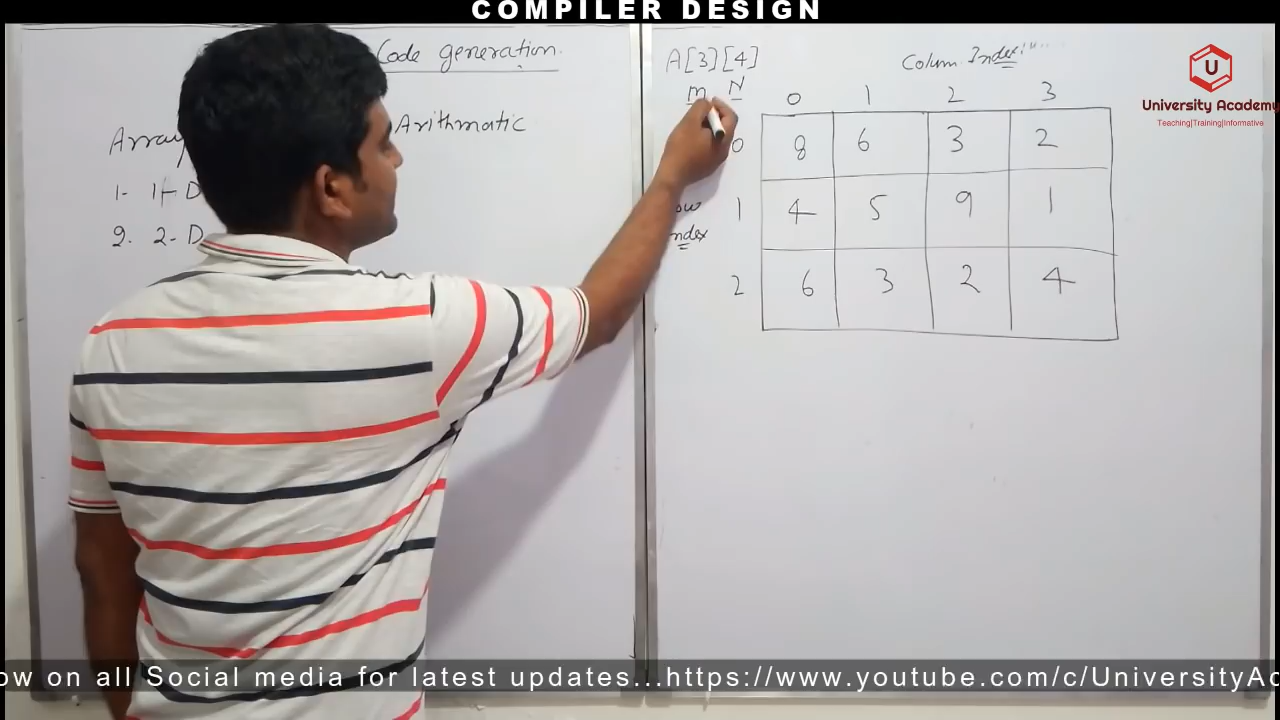 COMPILER DESIGN
Code generation.
Array Arithmatic
1- 1-D
2. 2-D
A[3][4]
m N
Colum Index
0 1 2 3
0 8 6 3 2
1 4 5 9 1
2 6 3 2 4
U
University Academy
Teaching|Training|Informative
ow on all Social media for latest updates...https://www.youtube.com/c/UniversityAc